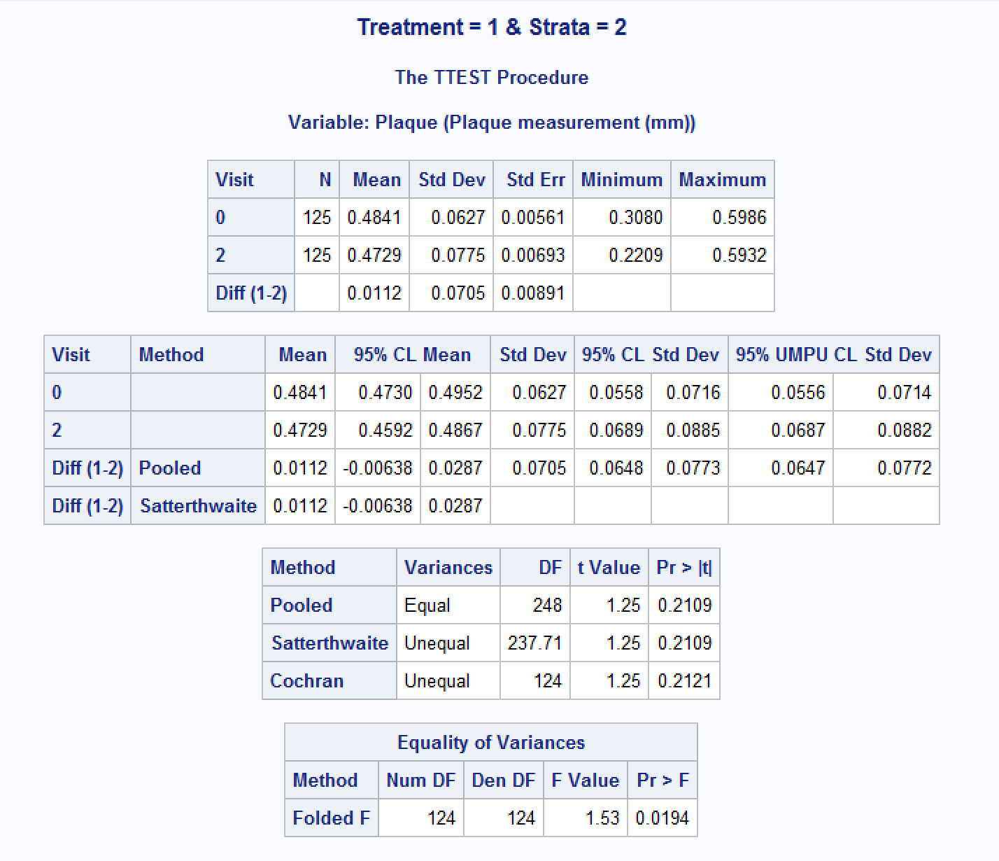 Treatment = 1 & Strata = 2
The TTEST Procedure
Variable: Plaque (Plaque measurement (mm))
Visit N Mean Std Dev Std Err Minimum Maximum
0 125 0.4841 0.0627 0.00561 0.3080 0.5986
2 125 0.4729 0.0775 0.00693 0.2209 0.5932
Diff (1-2) 0.0112 0.0705 0.00891
Visit Method Mean 95% CL Mean Std Dev 95% CL Std Dev 95% UMPU CL Std Dev
0 0.4841 0.4730 0.4952 0.0627 0.0558 0.0716 0.0556 0.0714
2 0.4729 0.4592 0.4867 0.0775 0.0689 0.0885 0.0687 0.0882
Diff (1-2) Pooled 0.0112 -0.00638 0.0287 0.0705 0.0648 0.0773 0.0647 0.0772
Diff (1-2) Satterthwaite 0.0112 -0.00638 0.0287
Method Variances DF t Value Pr > |t|
Pooled Equal 248 1.25 0.2109
Satterthwaite Unequal 237.71 1.25 0.2109
Cochran Unequal 124 1.25 0.2121
Equality of Variances
Method Num DF Den DF F Value Pr > F
Folded F 124 124 1.53 0.0194